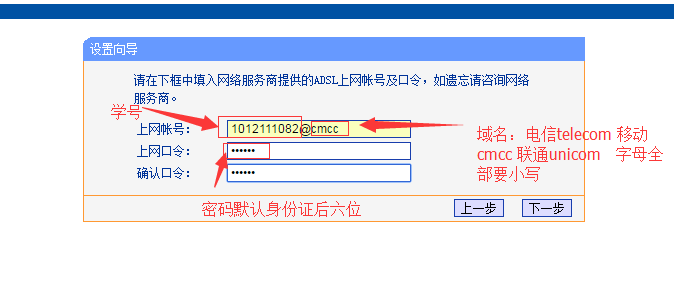 设置向导
请在下框中填入网络服务商提供的ADSL上网帐号及口令，如遗忘请咨询网络
服务商。
学号
上网帐号： 1012111082@cmcc
域名：电信telecom 移动
cmcc 联通unicom 字母全
部要小写
上网口令： ••••••
确认口令： ••••••
密码默认身份证后六位
上一步 下一步